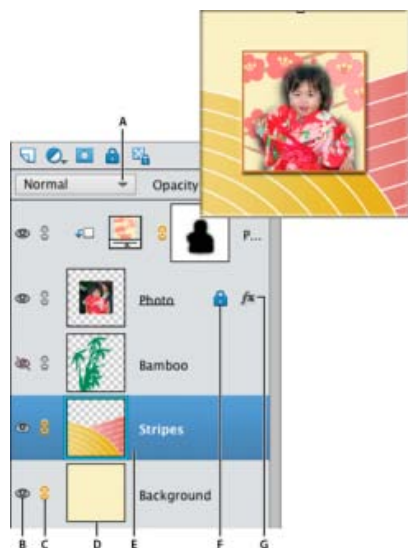 A
Normal
Opacity
P...
Photo
fx
Bamboo
Stripes
Background
B C D E F G